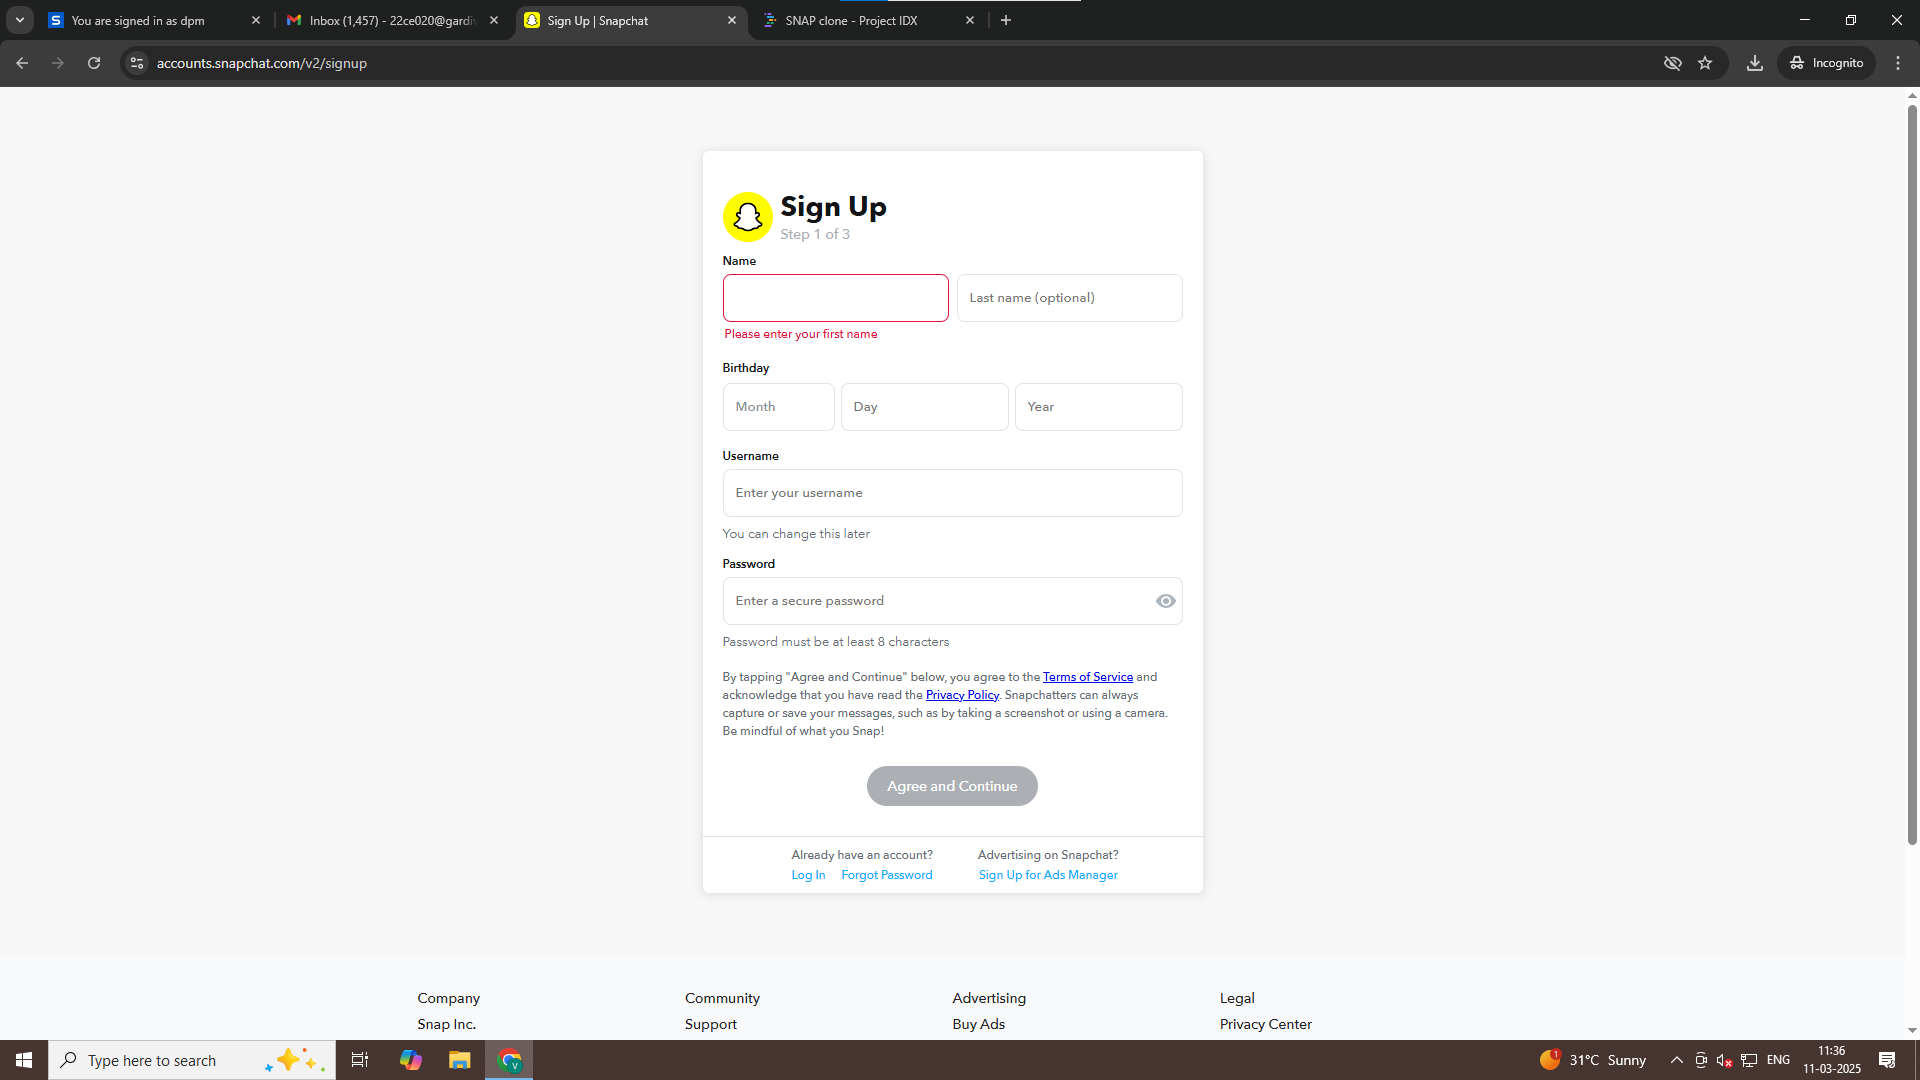 You are signed in as dpm
Inbox (1,457) - 22ce020@gardi
Sign Up | Snapchat
SNAP clone - Project IDX
accounts.snapchat.com/v2/signup
Incognito
Sign Up
Step 1 of 3
Name
Last name (optional)
Please enter your first name
Birthday
Month
Day
Year
Username
Enter your username
You can change this later
Password
Enter a secure password
Password must be at least 8 characters
By tapping "Agree and Continue" below, you agree to the Terms of Service and
acknowledge that you have read the Privacy Policy. Snapchatters can always
capture or save your messages, such as by taking a screenshot or using a camera.
Be mindful of what you Snap!
Agree and Continue
Already have an account?
Log In Forgot Password
Advertising on Snapchat?
Sign Up for Ads Manager
Company
Snap Inc.
Community
Support
Advertising
Buy Ads
Legal
Privacy Center
Type here to search
1
31°C Sunny
ENG
11:36
11-03-2025